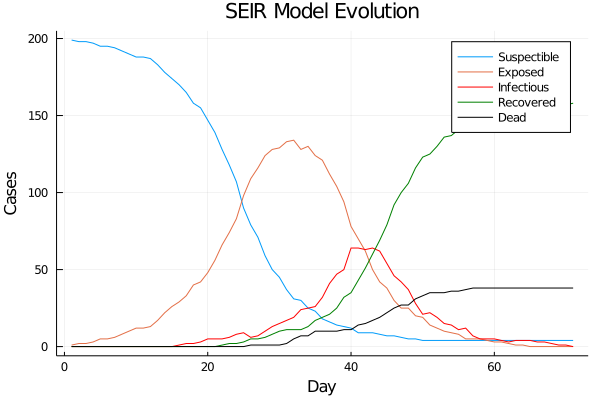 SEIR Model Evolution
200
150
100
50
0
Cases
Suspectible
Exposed
Infectious
Recovered
Dead
0 20 40 60
Day